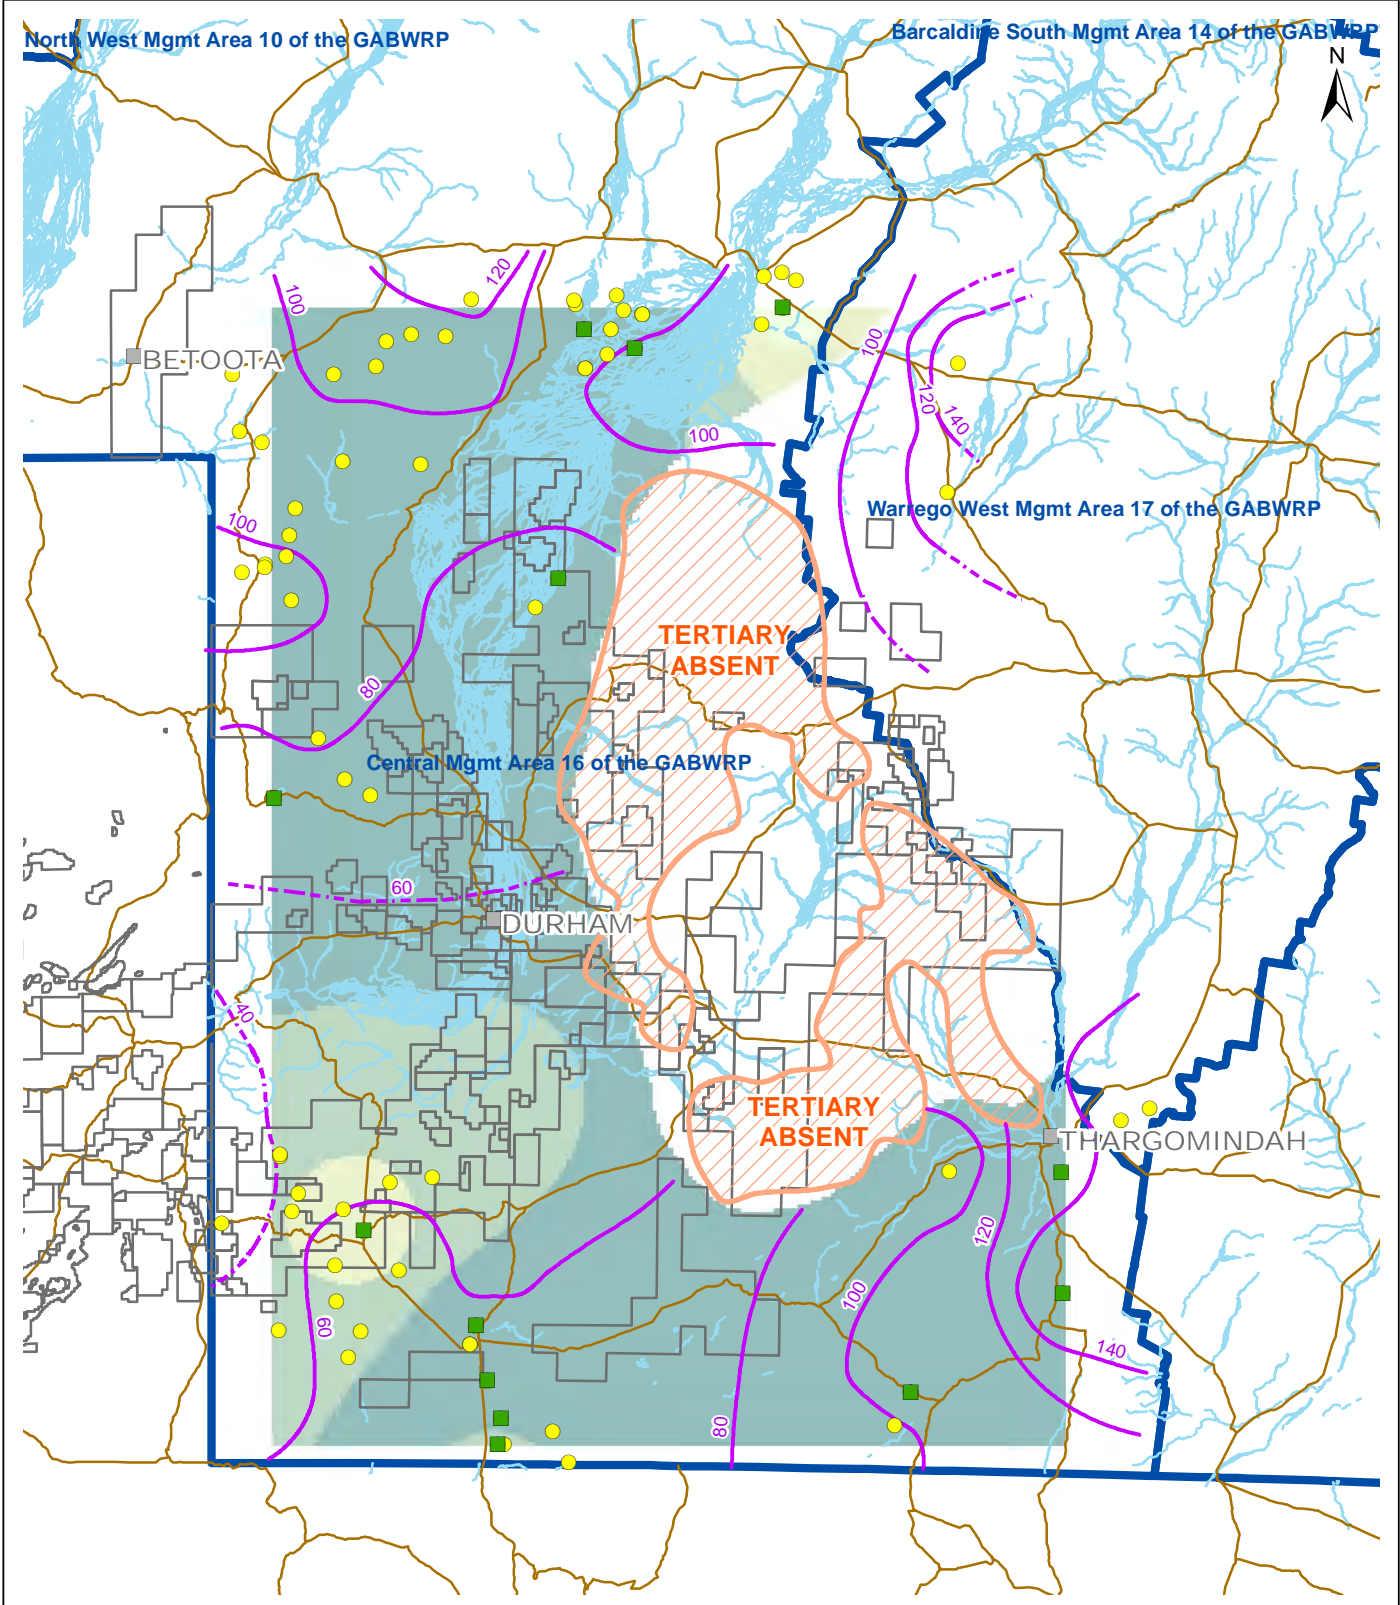 North West Mgmt Area 10 of the GABWRP
Barcaldine South Mgmt Area 14 of the GABWRP
N
120
100
100
BETOOTA
120
140
100
Warrego West Mgmt Area 17 of the GABWRP
100
TERTIARY
ABSENT
80
Central Mgmt Area 16 of the GABWRP
60
DURHAM
40
TERTIARY
ABSENT
THARGOMINDAH
120
100
60
140
80